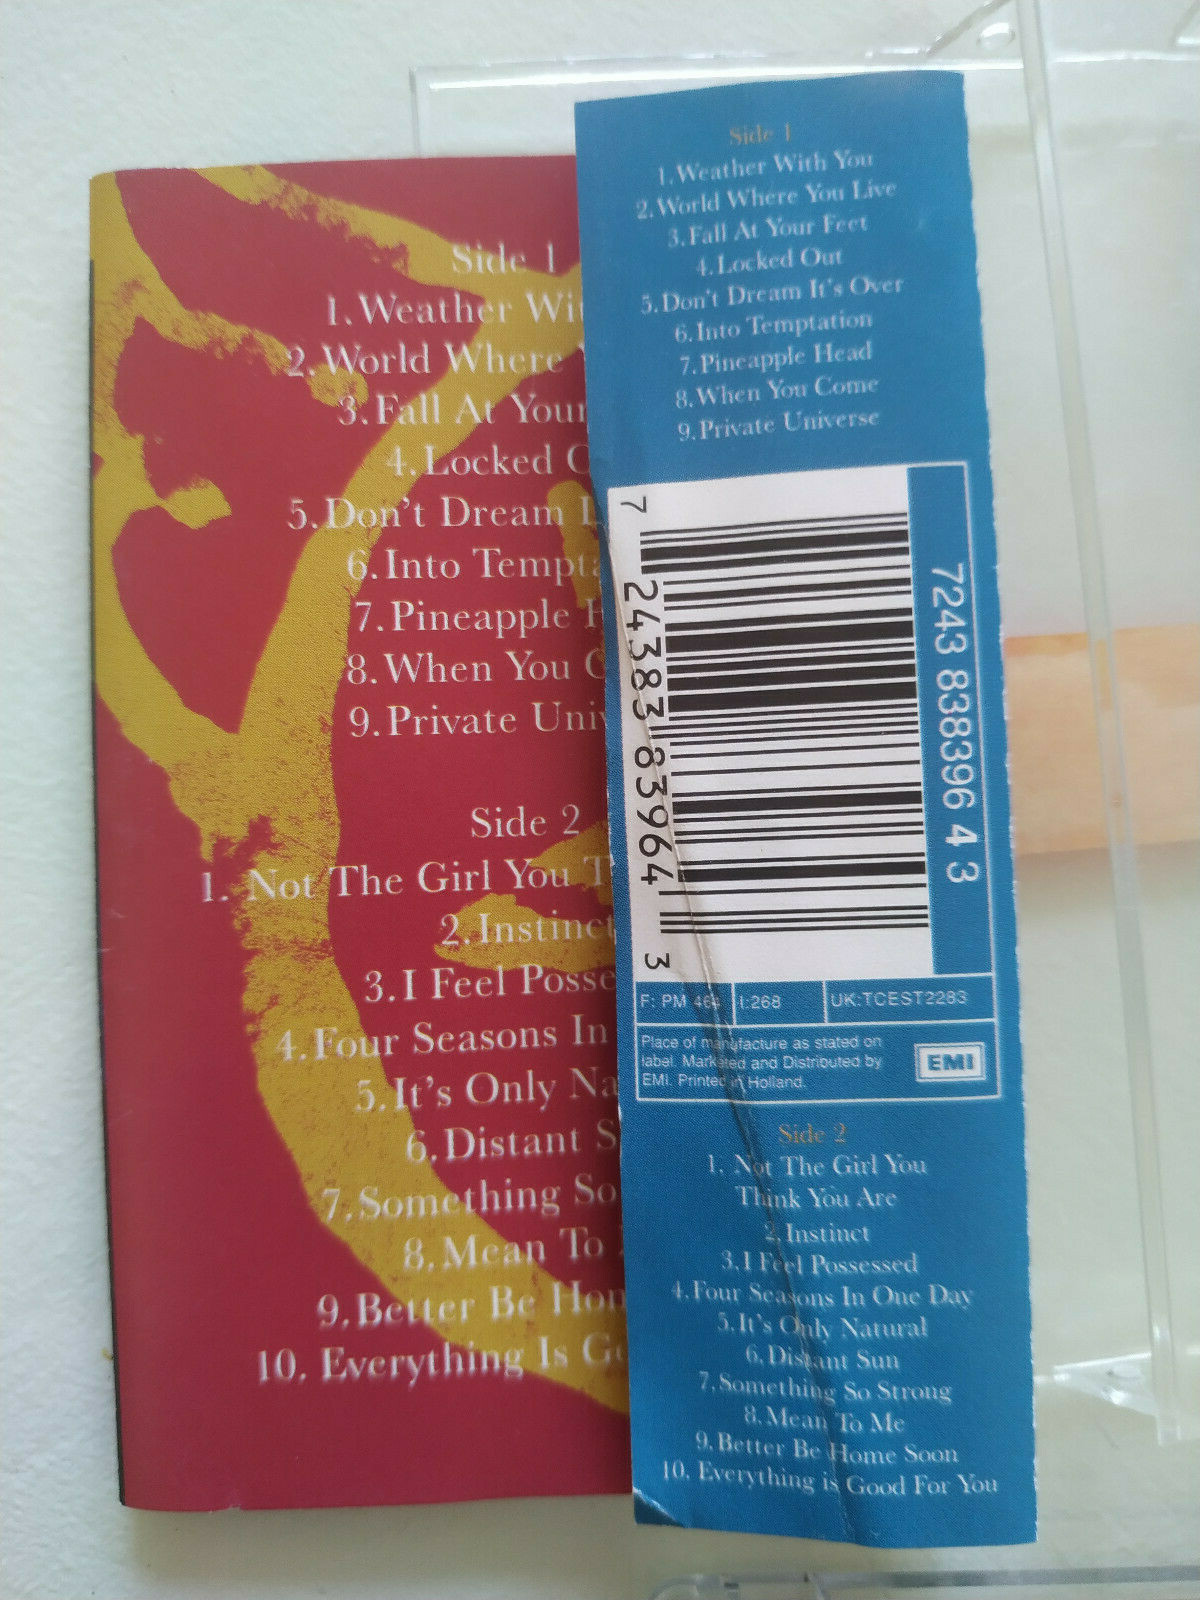 Side 1
1. Weather Wit
2. World Where
3. Fall At Your
4. Locked
5. Don't Dream
6. Into Tempta
7. Pineapple
8. When You
9. Private Univ
Side 2
1. Not The Girl You T
2. Instinct
3. I Feel Posse
4. Four Seasons In
5. It's Only Na
6. Distant S
7. Something So
8. Mean To
9. Better Be Hom
10. Everything Is Go
Side 1
1. Weather With You
2. World Where You Live
3. Fall At Your Feet
4. Locked Out
5. Don't Dream It's Over
6. Into Temptation
7. Pineapple Head
8. When You Come
9. Private Universe
7 24383 83964 3
7243 838396 4 3
F: PM 464
I:268
UK:TCEST2283
Place of manufacture as stated on
label. Marketed and Distributed by
EMI. Printed in Holland.
EMI
Side 2
1. Not The Girl You
Think You Are
2. Instinct
3. I Feel Possessed
4. Four Seasons In One Day
5. It's Only Natural
6. Distant Sun
7. Something So Strong
8. Mean To Me
9. Better Be Home Soon
10. Everything is Good For You